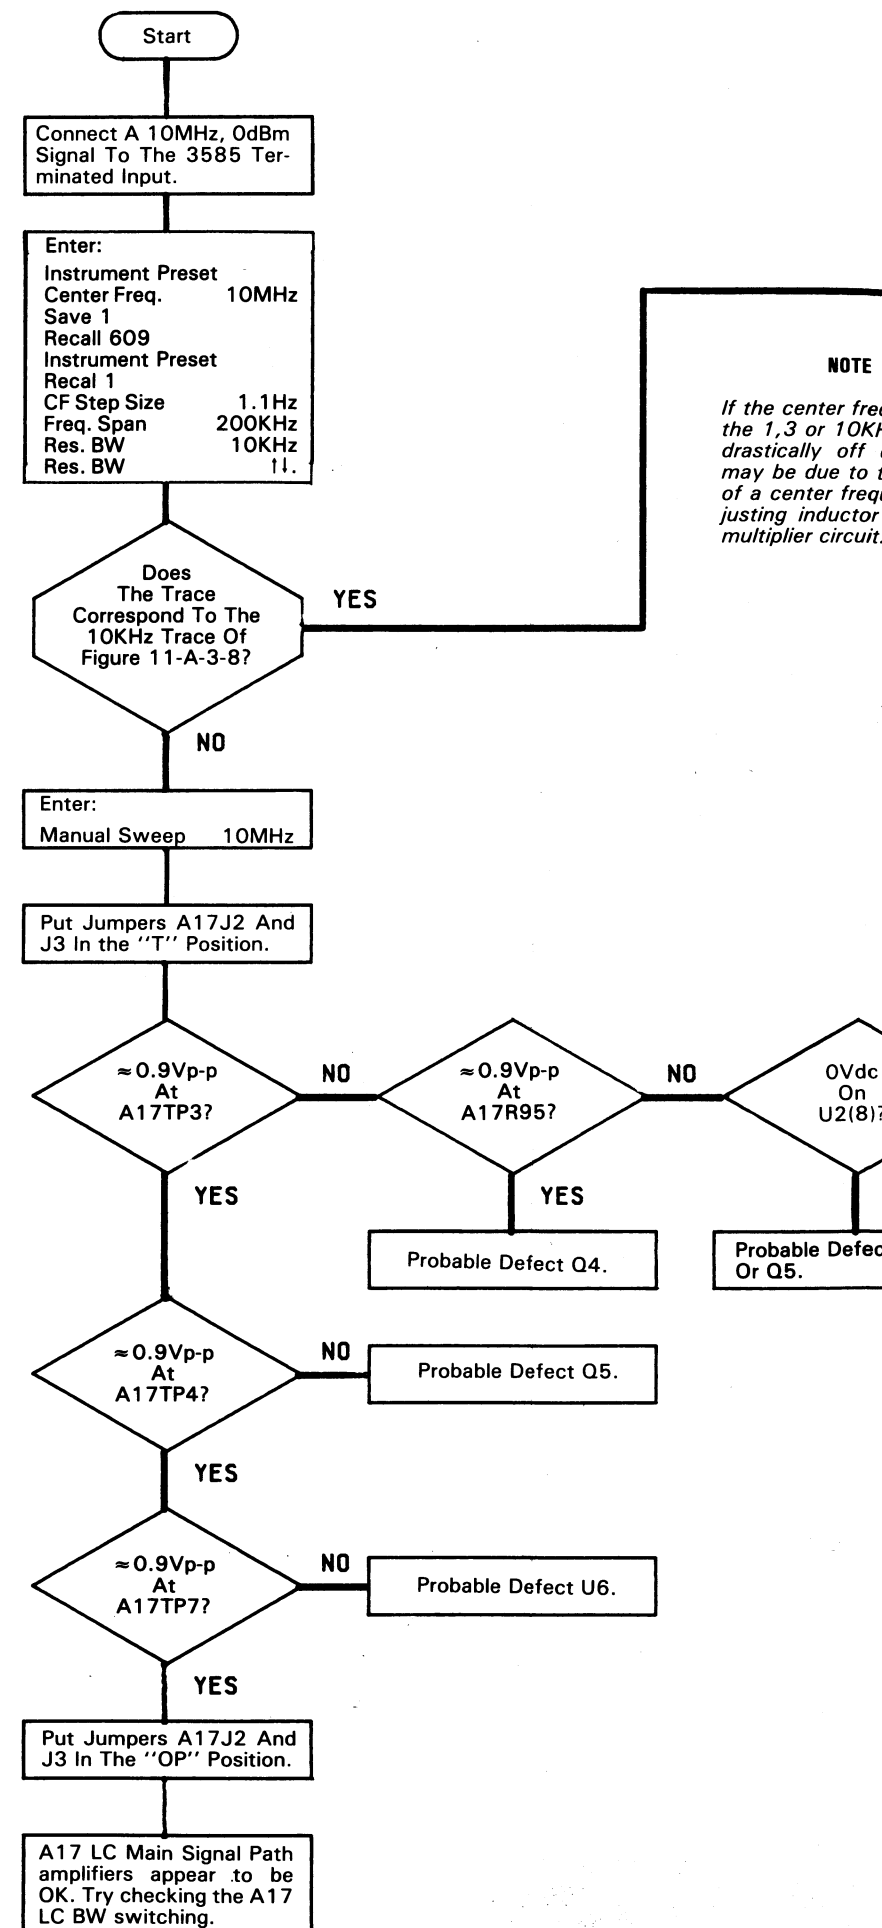 Start
Connect A 10MHz, 0dBm
Signal To The 3585 Ter-
minated Input.
Enter:
Instrument Preset
Center Freq. 10MHz
Save 1
Recall 609
Instrument Preset
Recal 1
CF Step Size 1.1Hz
Freq. Span 200KHz
Res. BW 10KHz
Res. BW ↑↓.
NOTE
If the center
the 1,3 or
drastically off
may be due to
of a center
justing inductor
multiplier circuit.
Does
The Trace
Correspond To The
10KHz Trace Of
Figure 11-A-3-8?
YES
NO
Enter:
Manual Sweep 10MHz
Put Jumpers A17J2 And
J3 In the "T" Position.
≈0.9Vp-p
At
A17TP3?
NO
≈0.9Vp-p
At
A17R95?
NO
0Vdc
On
U2(8)?
YES
YES
Probable Defect Q4.
Probable
Or Q5.
≈0.9Vp-p
At
A17TP4?
NO
Probable Defect Q5.
YES
≈0.9Vp-p
At
A17TP7?
NO
Probable Defect U6.
YES
Put Jumpers A17J2 And
J3 In The "OP" Position.
A17 LC Main Signal Path
amplifiers appear to be
OK. Try checking the A17
LC BW switching.